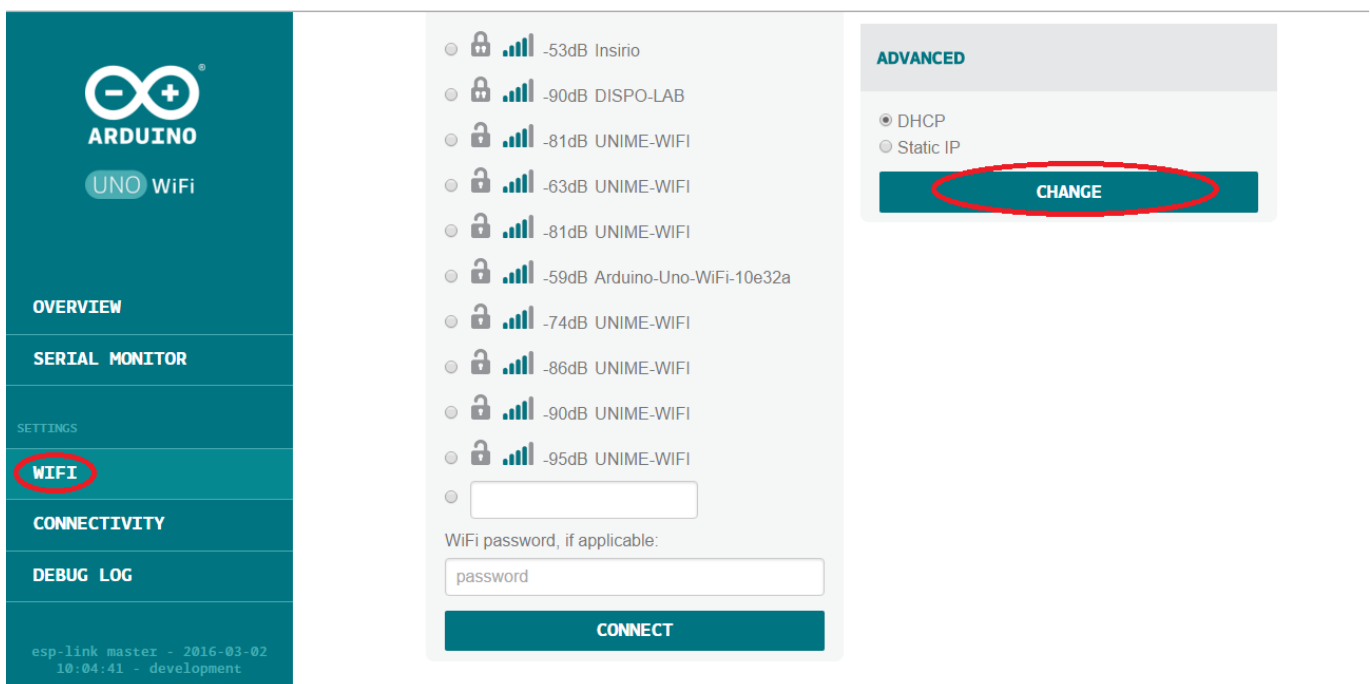 ®
ARDUINO
UNO WiFi
OVERVIEW
SERIAL MONITOR
SETTINGS
WIFI
CONNECTIVITY
DEBUG LOG
esp-link master - 2016-03-02
10:04:41 - development
-53dB Insirio
-90dB DISPO-LAB
-81dB UNIME-WIFI
-63dB UNIME-WIFI
-81dB UNIME-WIFI
-59dB Arduino-Uno-WiFi-10e32a
-74dB UNIME-WIFI
-86dB UNIME-WIFI
-90dB UNIME-WIFI
-95dB UNIME-WIFI
WiFi password, if applicable:
password
CONNECT
ADVANCED
DHCP
Static IP
CHANGE